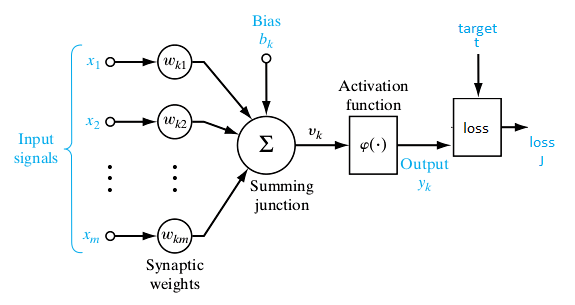 Bias
b_k
target
t
x_1
w_k1
Activation
function
x_2
w_k2
Input
signals
Σ
v_k
φ(·)
loss
Output
y_k
loss
J
Summing
junction
x_m
w_km
Synaptic
weights